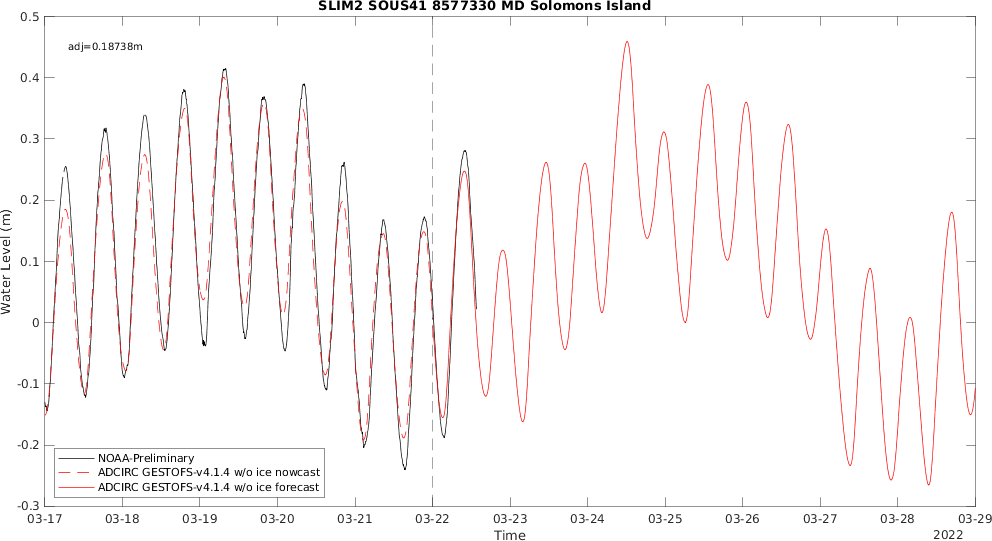 SLIM2 SOUS41 8577330 MD Solomons Island
adj=0.18738m
Water Level (m)
0.5
0.4
0.3
0.2
0.1
0
-0.1
-0.2
-0.3
NOAA-Preliminary
ADCIRC GESTOFS-v4.1.4 w/o ice nowcast
ADCIRC GESTOFS-v4.1.4 w/o ice forecast
03-17 03-18 03-19 03-20 03-21 03-22 03-23 03-24 03-25 03-26 03-27 03-28 03-29
Time
2022